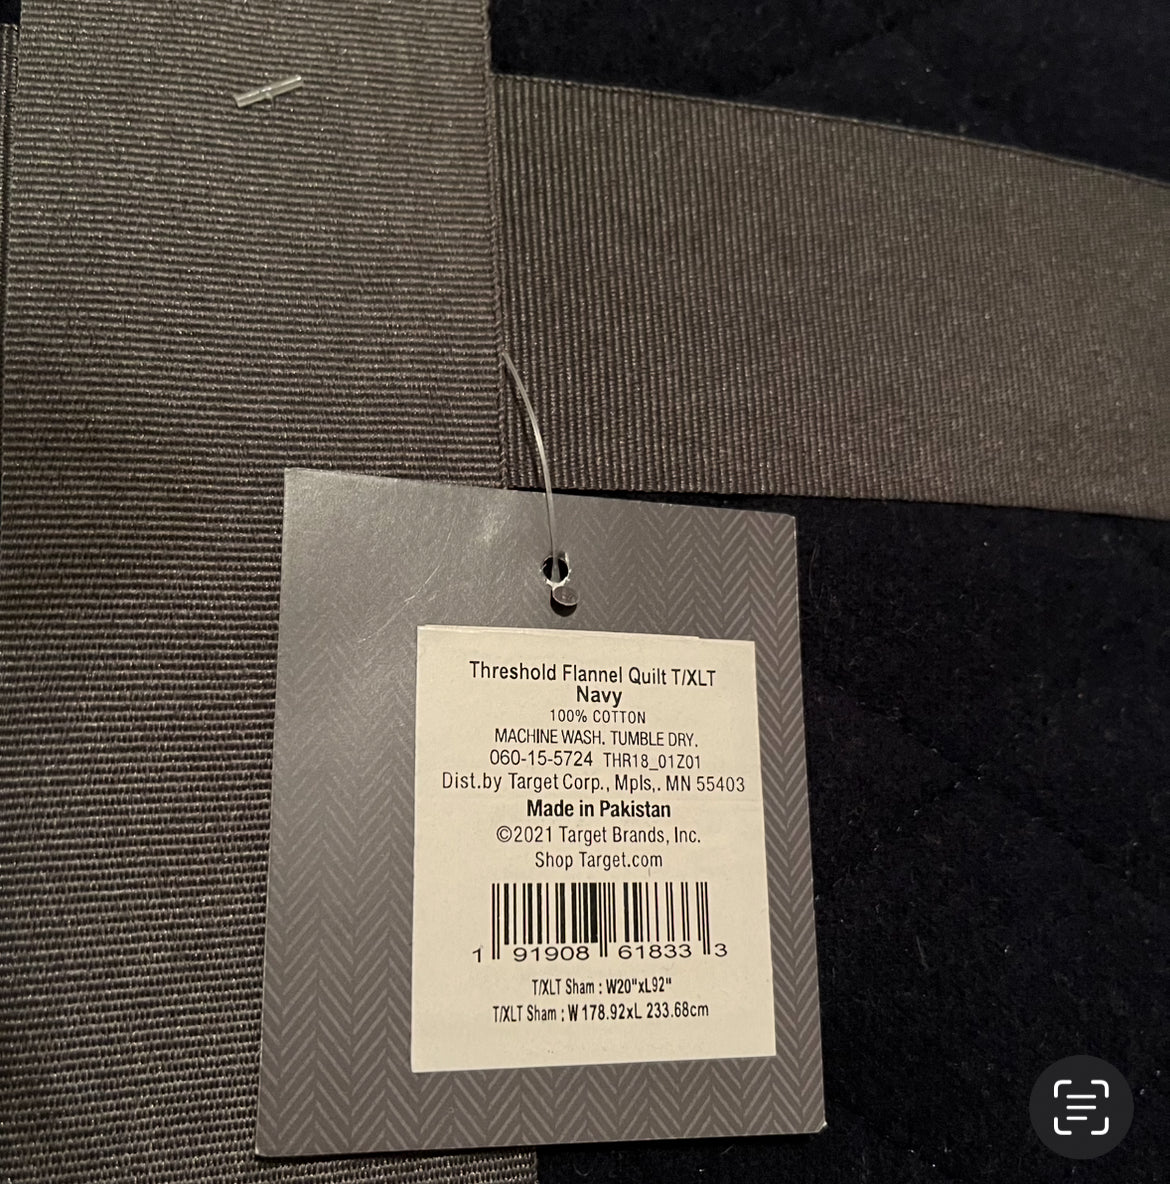 Threshold Flannel Quilt T/XLT
Navy
100% COTTON
MACHINE WASH. TUMBLE DRY.
060-15-5724 THR18_01Z01
Dist.by Target Corp., Mpls,. MN 55403
Made in Pakistan
©2021 Target Brands, Inc.
Shop Target.com
1 91908 61833 3
T/XLT Sham : W20"xL92"
T/XLT Sham : W178.92xL 233.68cm